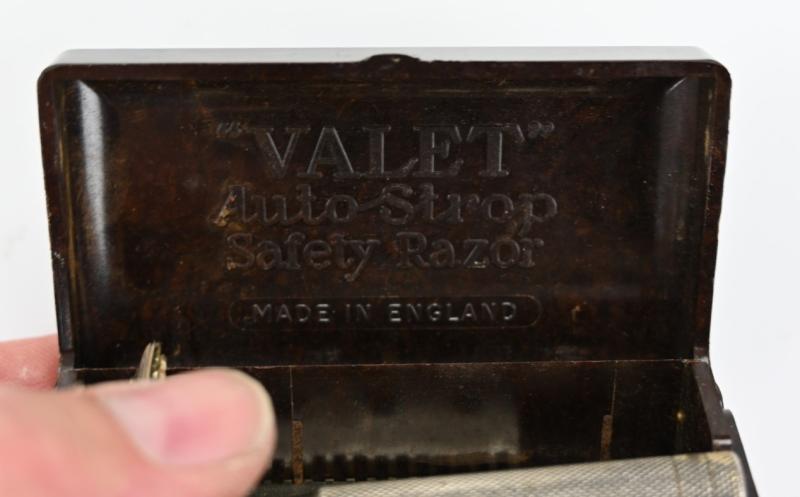 "VALET"
Auto-Strop
Safety Razor
MADE IN ENGLAND